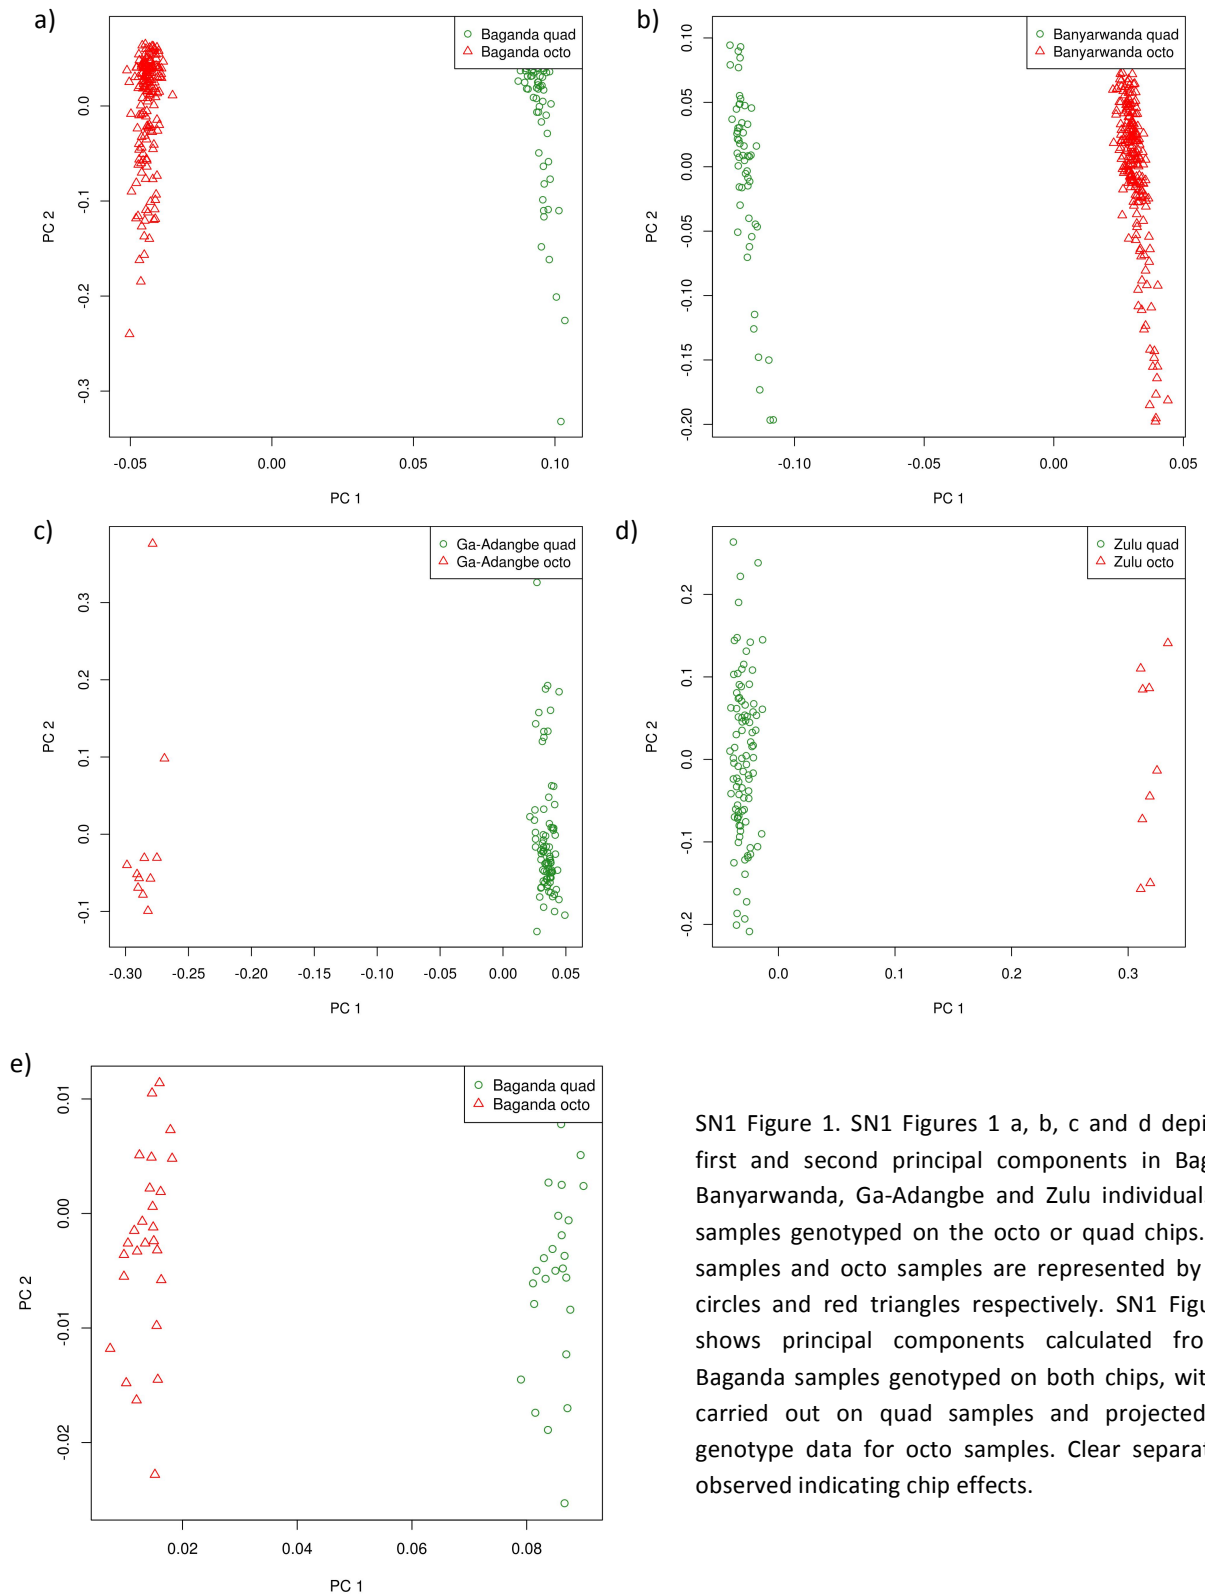 a)
Baganda quad
Baganda octo
PC 2
0.0
-0.1
-0.2
-0.3
-0.05
0.00
0.05
0.10
PC 1
b)
Banyarwanda quad
Banyarwanda octo
PC 2
0.10
0.05
0.00
-0.05
-0.10
-0.15
-0.20
-0.10
-0.05
0.00
0.05
PC 1
c)
Ga-Adangbe quad
Ga-Adangbe octo
PC 2
0.3
0.2
0.1
0.0
-0.1
-0.30
-0.25
-0.20
-0.15
-0.10
-0.05
0.00
0.05
PC 1
d)
Zulu quad
Zulu octo
PC 2
0.2
0.1
0.0
-0.1
-0.2
0.0
0.1
0.2
0.3
PC 1
e)
Baganda quad
Baganda octo
PC 2
0.01
0.00
-0.01
-0.02
0.02
0.04
0.06
0.08
PC 1
SN1 Figure 1. SN1 Figures 1 a, b, c and d depi
first and second principal components in Bag
Banyarwanda, Ga-Adangbe and Zulu individual
samples genotyped on the octo or quad chips.
samples and octo samples are represented by
circles and red triangles respectively. SN1 Figu
shows principal components calculated fro
Baganda samples genotyped on both chips, wit
carried out on quad samples and projected
genotype data for octo samples. Clear separat
observed indicating chip effects.